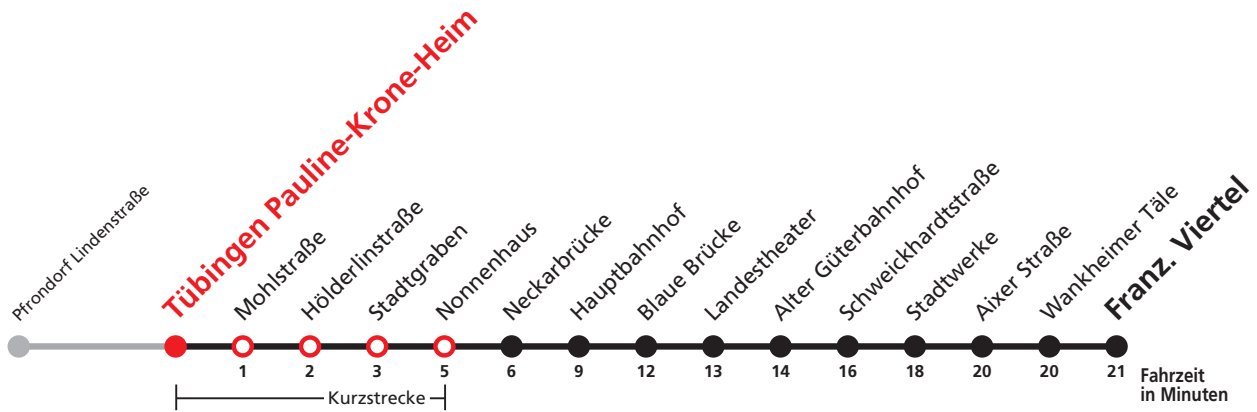 Pfrondorf Lindenstraße
Tübingen Pauline-Krone-Heim
Mohlstraße
Hölderlinstraße
Stadtgraben
Nonnenhaus
Neckarbrücke
Hauptbahnhof
Blaue Brücke
Landestheater
Alter Güterbahnhof
Schweickhardtstraße
Stadtwerke
Aixer Straße
Wankheimer Täle
Franz. Viertel
1 2 3 5 6 9 12 13 14 16 18 20 20 21
Fahrzeit
in Minuten
Kurzstrecke